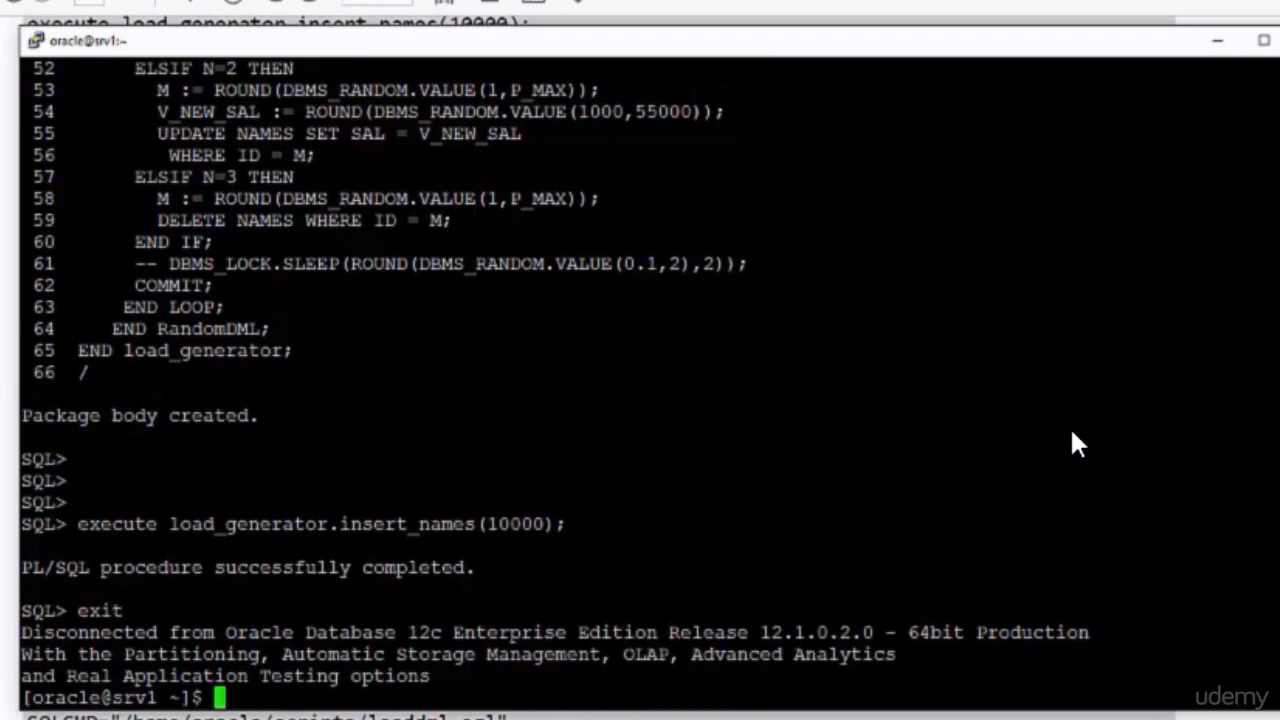 execute load_generator.insert_names(10000);
oracle@srv1:~
52 ELSIF N=2 THEN
53 M := ROUND(DBMS_RANDOM.VALUE(1,P_MAX));
54 V_NEW_SAL := ROUND(DBMS_RANDOM.VALUE(1000,55000));
55 UPDATE NAMES SET SAL = V_NEW_SAL
56 WHERE ID = M;
57 ELSIF N=3 THEN
58 M := ROUND(DBMS_RANDOM.VALUE(1,P_MAX));
59 DELETE NAMES WHERE ID = M;
60 END IF;
61 -- DBMS_LOCK.SLEEP(ROUND(DBMS_RANDOM.VALUE(0.1,2),2));
62 COMMIT;
63 END LOOP;
64 END RandomDML;
65 END load_generator;
66 /
Package body created.
SQL>
SQL>
SQL>
SQL> execute load_generator.insert_names(10000);
PL/SQL procedure successfully completed.
SQL> exit
Disconnected from Oracle Database 12c Enterprise Edition Release 12.1.0.2.0 - 64bit Production
With the Partitioning, Automatic Storage Management, OLAP, Advanced Analytics
and Real Application Testing options
[oracle@srv1 ~]$
udemy
SQLCMD="/home/oracle/scripts/loaddml.sql"